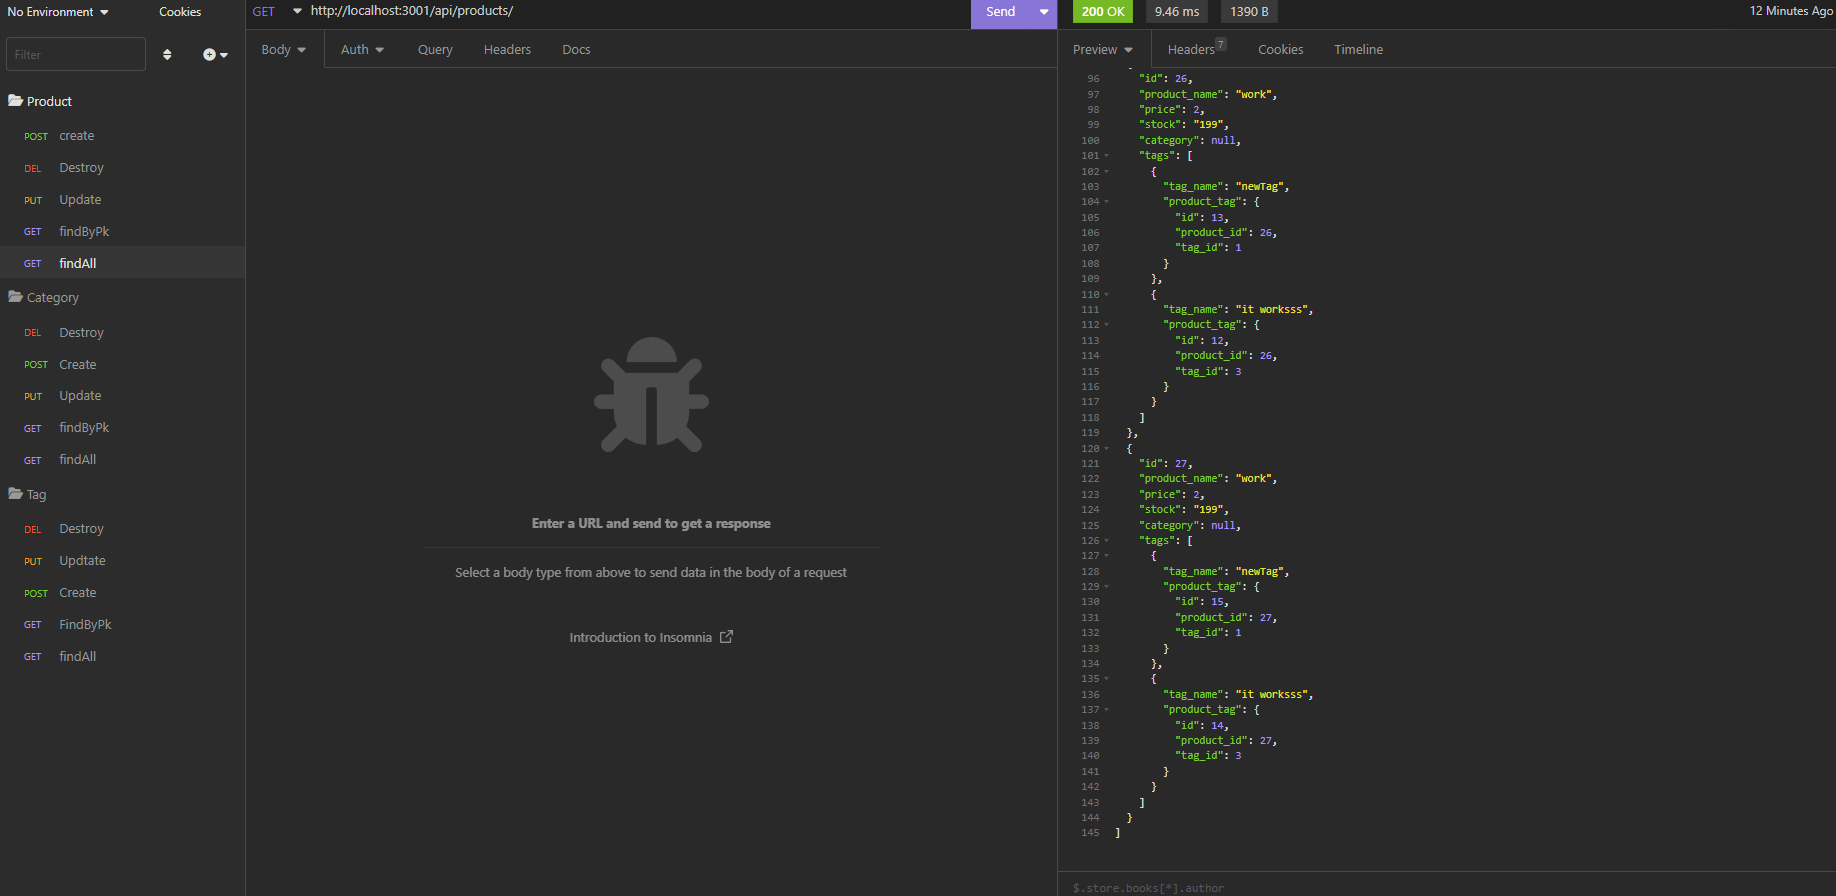 No Environment
Cookies
Filter
Product
POST create
DEL Destroy
PUT Update
GET findByPk
GET findAll
Category
DEL Destroy
POST Create
PUT Update
GET findByPk
GET findAll
Tag
DEL Destroy
PUT Updtate
POST Create
GET FindByPk
GET findAll
GET http://localhost:3001/api/products/ Send
Body Auth Query Headers Docs
Enter a URL and send to get a response
Select a body type from above to send data in the body of a request
Introduction to Insomnia
200 OK 9.46 ms 1390 B 12 Minutes Ago
Preview Headers 7 Cookies Timeline
96 "id": 26,
97 "product_name": "work",
98 "price": 2,
99 "stock": "199",
100 "category": null,
101 "tags": [
102 {
103 "tag_name": "newTag",
104 "product_tag": {
105 "id": 13,
106 "product_id": 26,
107 "tag_id": 1
108 }
109 },
110 {
111 "tag_name": "it worksss",
112 "product_tag": {
113 "id": 12,
114 "product_id": 26,
115 "tag_id": 3
116 }
117 }
118 ]
119 },
120 {
121 "id": 27,
122 "product_name": "work",
123 "price": 2,
124 "stock": "199",
125 "category": null,
126 "tags": [
127 {
128 "tag_name": "newTag",
129 "product_tag": {
130 "id": 15,
131 "product_id": 27,
132 "tag_id": 1
133 }
134 },
135 {
136 "tag_name": "it worksss",
137 "product_tag": {
138 "id": 14,
139 "product_id": 27,
140 "tag_id": 3
141 }
142 }
143 ]
144 }
145 ]
$.store.books[*].author